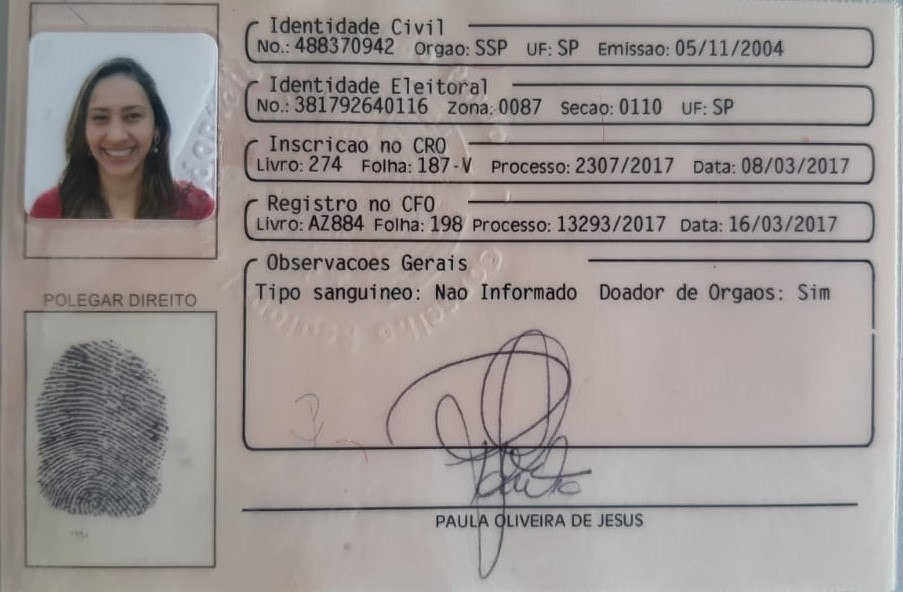 Identidade Civil
No.: 488370942 Orgao: SSP UF: SP Emissao: 05/11/2004
Identidade Eleitoral
No.: 381792640116 Zona: 0087 Secao: 0110 UF: SP
Inscricao no CRO
Livro: 274 Folha: 187-V Processo: 2307/2017 Data: 08/03/2017
Registro no CFO
Livro: AZ884 Folha: 198 Processo: 13293/2017 Data: 16/03/2017
Observacoes Gerais
Tipo sanguineo: Nao Informado Doador de Orgaos: Sim
POLEGAR DIREITO
PAULA OLIVEIRA DE JESUS